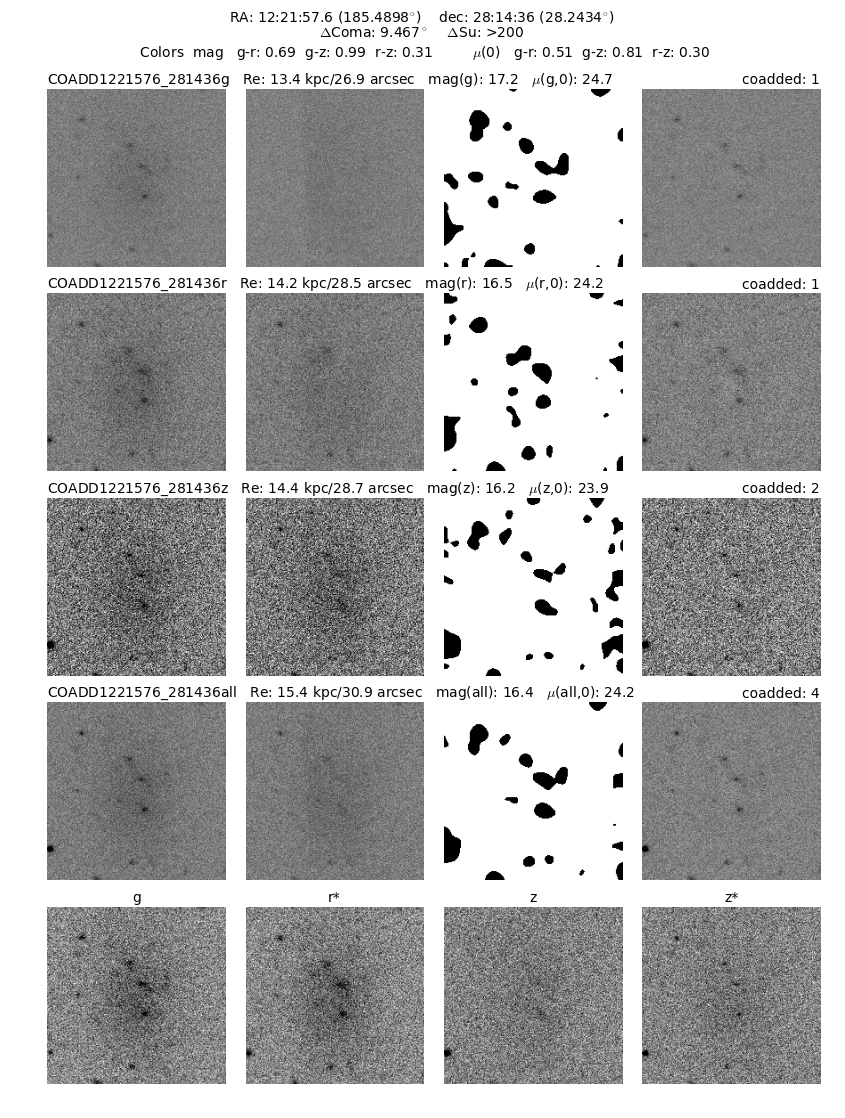 RA: 12:21:57.6 (185.4898°) dec: 28:14:36 (28.2434°)
ΔComa: 9.467° ΔSu: >200
Colors mag g-r: 0.69 g-z: 0.99 r-z: 0.31 μ(0) g-r: 0.51 g-z: 0.81 r-z: 0.30
COADD1221576_281436g Re: 13.4 kpc/26.9 arcsec mag(g): 17.2 μ(g,0): 24.7 coadded: 1
COADD1221576_281436r Re: 14.2 kpc/28.5 arcsec mag(r): 16.5 μ(r,0): 24.2 coadded: 1
COADD1221576_281436z Re: 14.4 kpc/28.7 arcsec mag(z): 16.2 μ(z,0): 23.9 coadded: 2
COADD1221576_281436all Re: 15.4 kpc/30.9 arcsec mag(all): 16.4 μ(all,0): 24.2 coadded: 4
g r* z z*